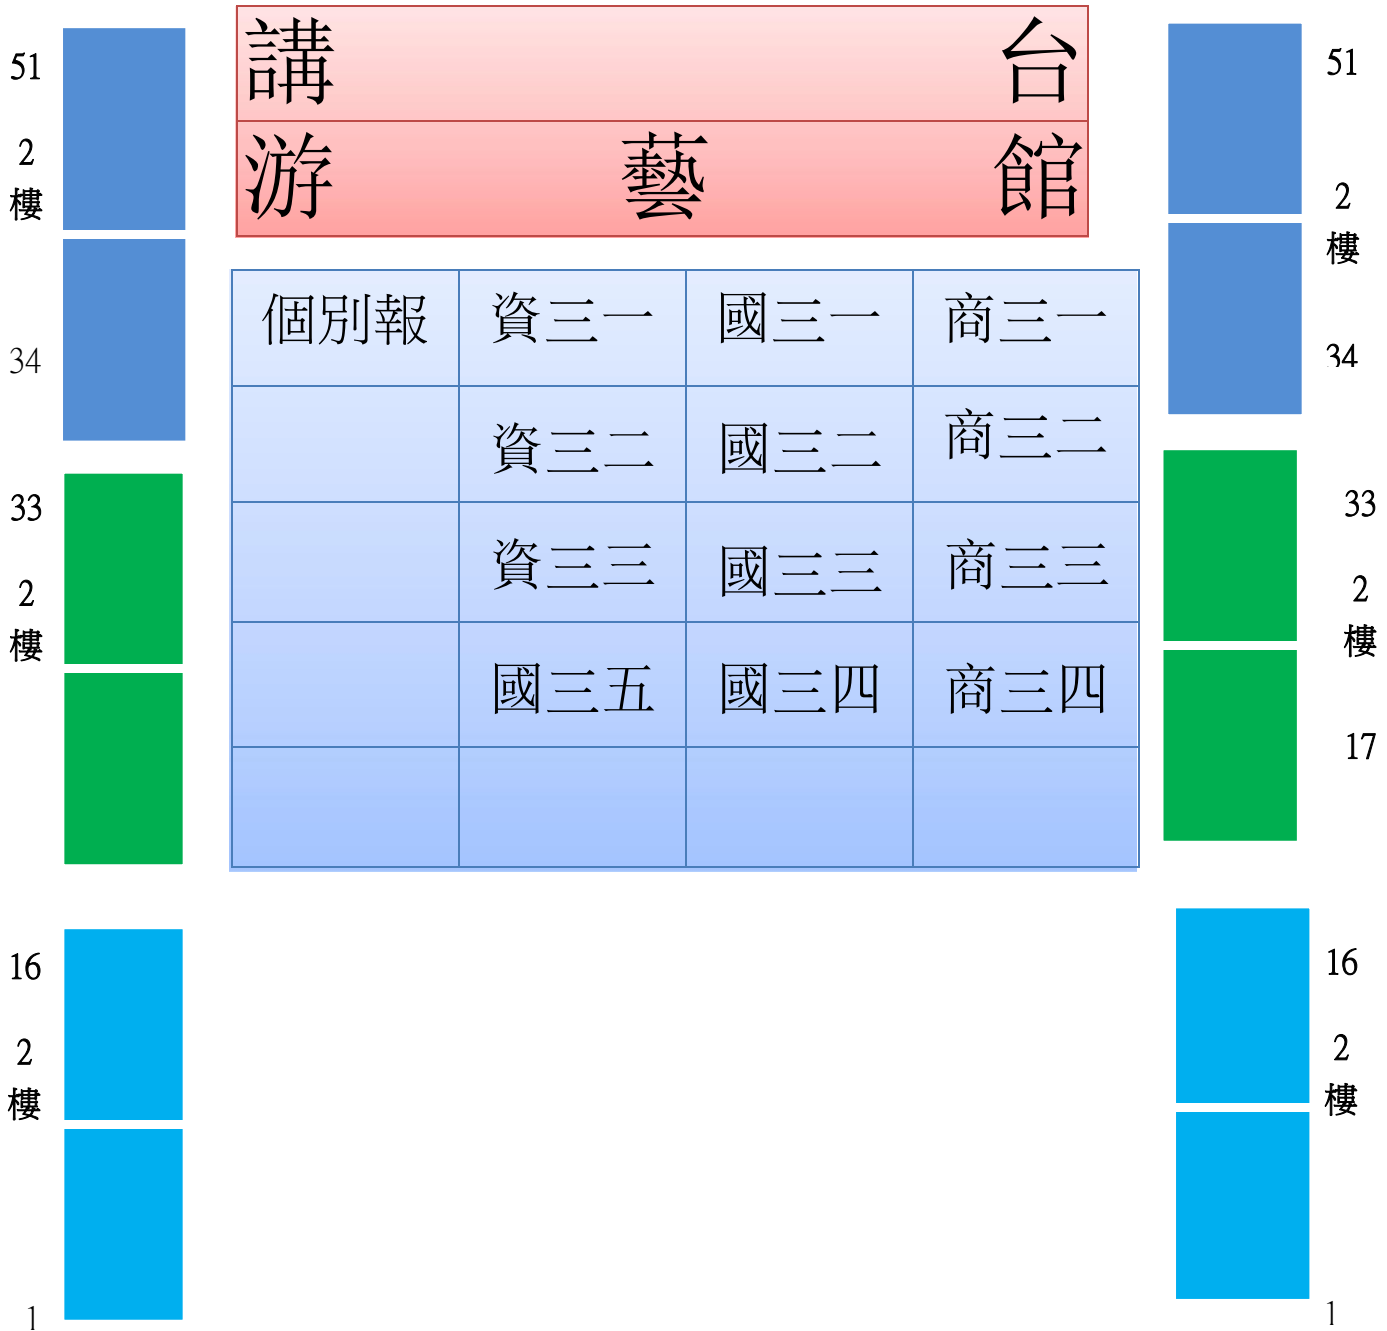 講 台
游 藝 館
51
2
樓
34
33
2
樓
16
2
樓
1
個別報 資三一 國三一 商三一
資三二 國三二 商三二
資三三 國三三 商三三
國三五 國三四 商三四
51
2
樓
34
33
2
樓
17
16
2
樓
1